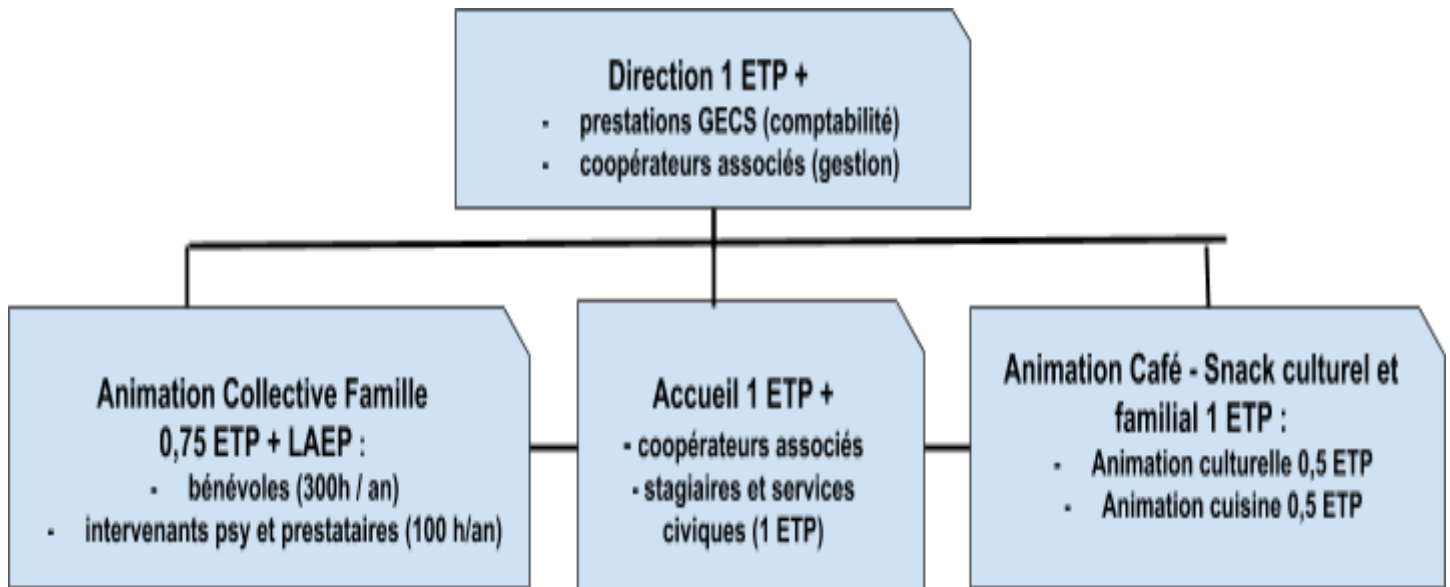 Direction 1 ETP +
- prestations GECS (comptabilité)
- coopérateurs associés (gestion)
Animation Collective Famille
0,75 ETP + LAEP :
- bénévoles (300h / an)
- intervenants psy et prestataires (100 h/an)
Accueil 1 ETP +
- coopérateurs associés
- stagiaires et services
civiques (1 ETP)
Animation Café - Snack culturel et
familial 1 ETP :
- Animation culturelle 0,5 ETP
- Animation cuisine 0,5 ETP